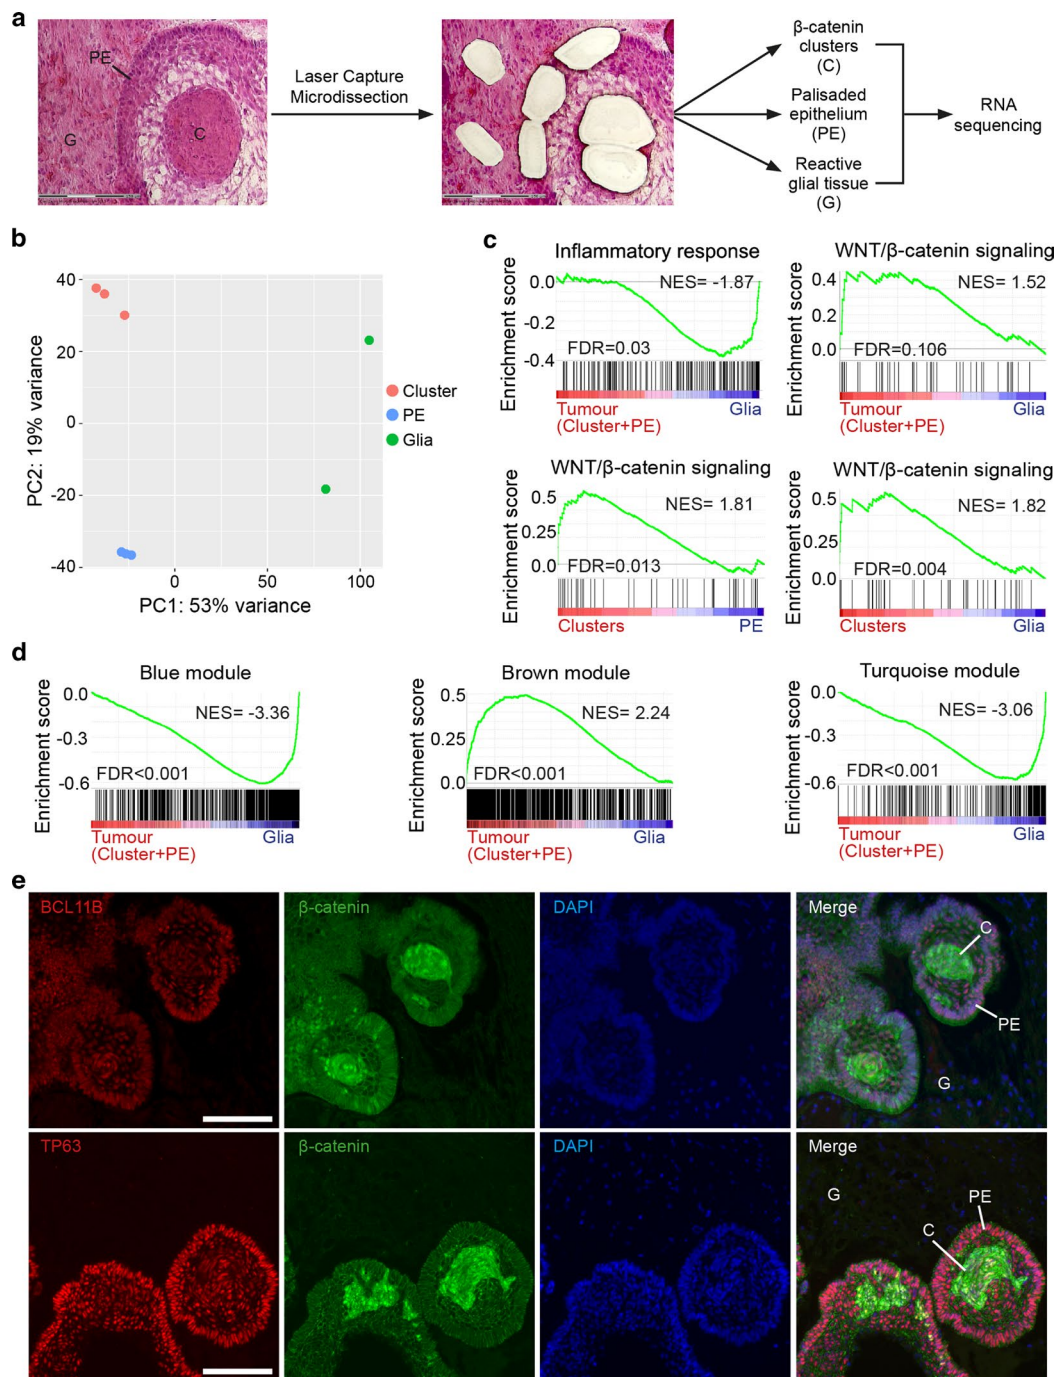 a
PE
G
C
Laser Capture
Microdissection
β-catenin
clusters
(C)
Palisaded
epithelium
(PE)
Reactive
glial tissue
(G)
RNA
sequencing
b
PC2: 19% variance
40
20
0
-20
-40
0
50
100
PC1: 53% variance
Cluster
PE
Glia
c
Inflammatory response
Enrichment score
0.0
-0.2
-0.4
NES= -1.87
FDR=0.03
Tumour
(Cluster+PE)
Glia
WNT/β-catenin signaling
Enrichment score
0.4
0.2
0.0
NES= 1.52
FDR=0.106
Tumour
(Cluster+PE)
Glia
WNT/β-catenin signaling
Enrichment score
0.5
0.25
0.0
NES= 1.81
FDR=0.013
Clusters
PE
WNT/β-catenin signaling
Enrichment score
0.5
0.25
0.0
NES= 1.82
FDR=0.004
Clusters
Glia
d
Blue module
Enrichment score
0.0
-0.3
-0.6
NES= -3.36
FDR<0.001
Tumour
(Cluster+PE)
Glia
Brown module
Enrichment score
0.5
0.25
0.0
NES= 2.24
FDR<0.001
Tumour
(Cluster+PE)
Glia
Turquoise module
Enrichment score
0.0
-0.3
-0.6
NES= -3.06
FDR<0.001
Tumour
(Cluster+PE)
Glia
e
BCL11B
β-catenin
DAPI
Merge
C
PE
G
TP63
β-catenin
DAPI
Merge
G
PE
C